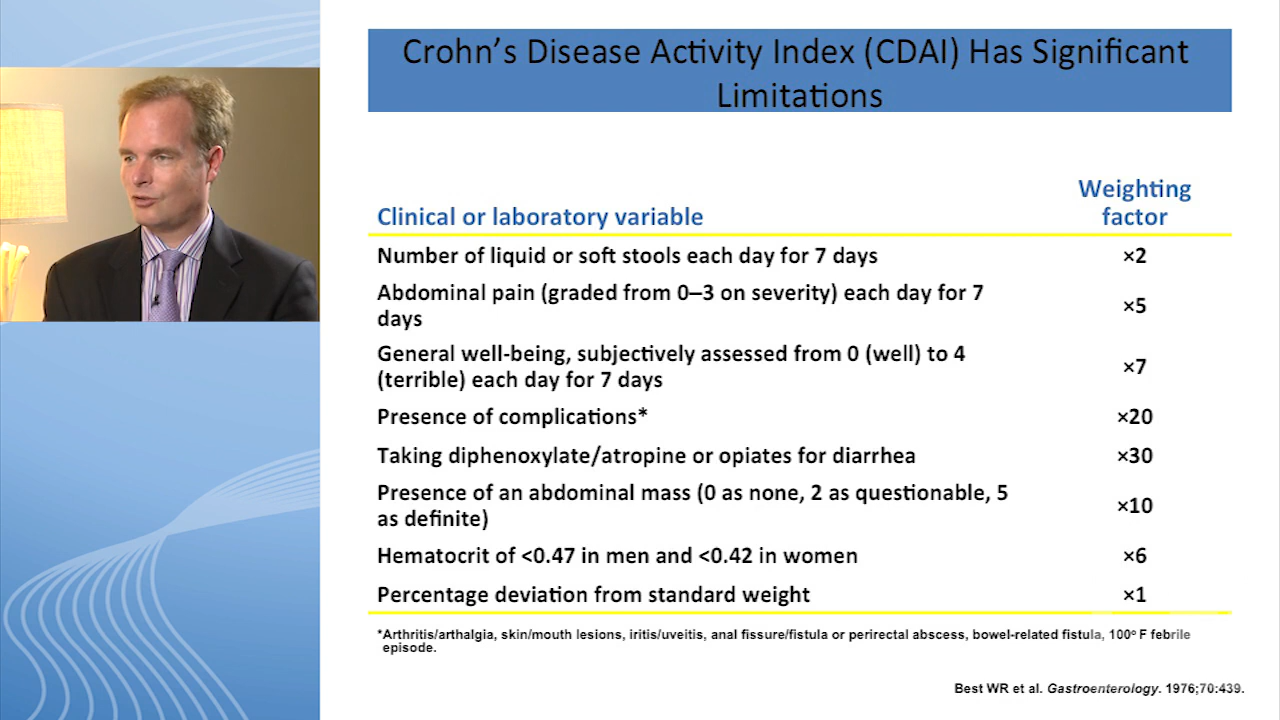 Crohn's Disease Activity Index (CDAI) Has Significant
Limitations
Clinical or laboratory variable
Weighting
factor
Number of liquid or soft stools each day for 7 days
×2
Abdominal pain (graded from 0–3 on severity) each day for 7
days
×5
General well-being, subjectively assessed from 0 (well) to 4
(terrible) each day for 7 days
×7
Presence of complications*
×20
Taking diphenoxylate/atropine or opiates for diarrhea
×30
Presence of an abdominal mass (0 as none, 2 as questionable, 5
as definite)
×10
Hematocrit of <0.47 in men and <0.42 in women
×6
Percentage deviation from standard weight
×1
*Arthritis/arthalgia, skin/mouth lesions, iritis/uveitis, anal fissure/fistula or perirectal abscess, bowel-related fistula, 100º F febrile
episode.
Best WR et al. Gastroenterology. 1976;70:439.